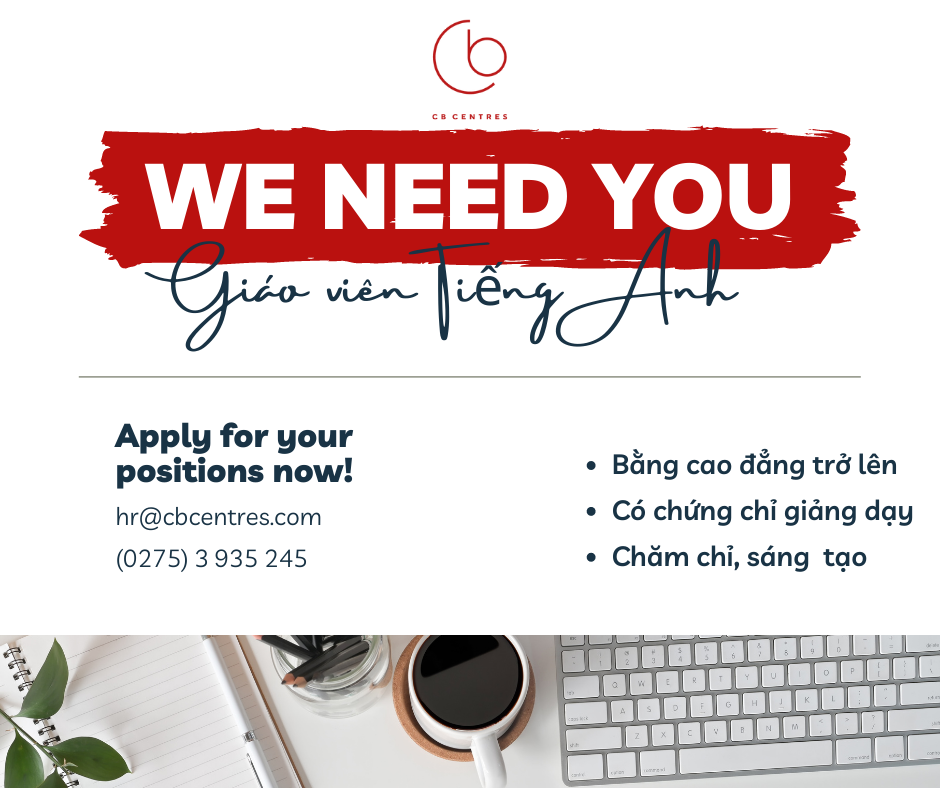 CB CENTRES
WE NEED YOU
Giáo viên Tiếng Anh
Apply for your
positions now!
hr@cbcentres.com
(0275) 3 935 245
Bằng cao đẳng trở lên
Có chứng chỉ giảng dạy
Chăm chỉ, sáng tạo
Q W E R T Y U I O P
A S D F G H J K L
Z X C V B N M